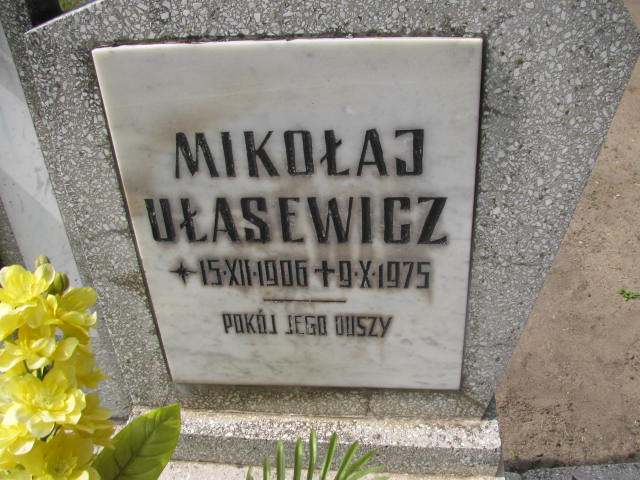 MIKOŁAJ
UŁASEWICZ
★ 15·XII·1906 ✝ 9·X·1975
POKÓJ JEGO DUSZY